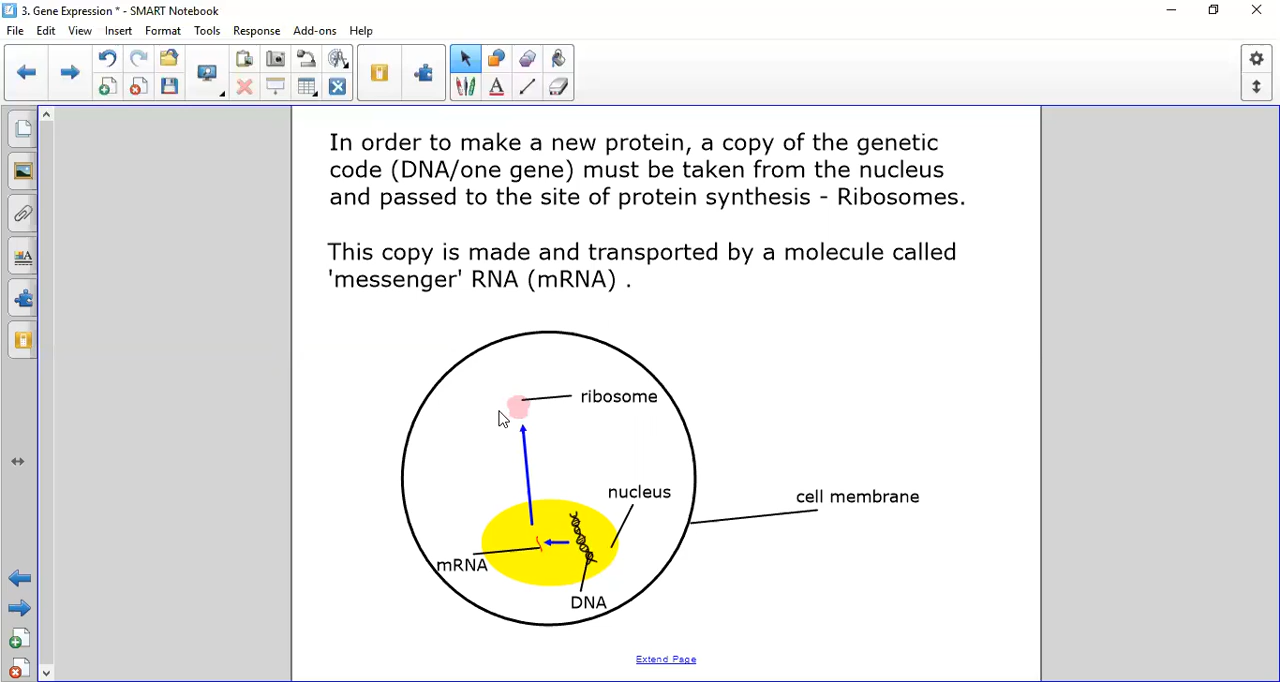 3. Gene Expression * - SMART Notebook
File Edit View Insert Format Tools Response Add-ons Help
In order to make a new protein, a copy of the genetic
code (DNA/one gene) must be taken from the nucleus
and passed to the site of protein synthesis - Ribosomes.
This copy is made and transported by a molecule called
'messenger' RNA (mRNA) .
ribosome
nucleus
cell membrane
mRNA
DNA
Extend Page